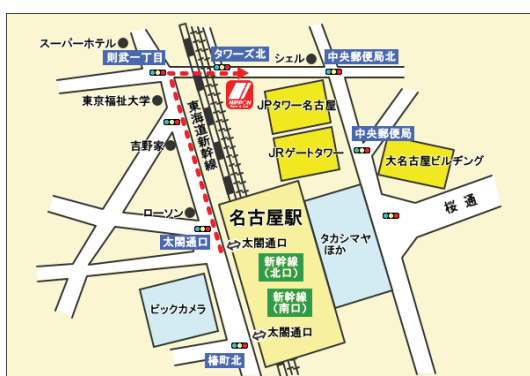 スーパーホテル
則武一丁目
タワーズ北
シェル
中央郵便局北
NIPPON
東京福祉大学
東海道新幹線
JPタワー名古屋
中央郵便局
吉野家
JRゲートタワー
大名古屋ビルヂング
ローソン
名古屋駅
桜通
太閤通口
太閤通口
タカシマヤ
ほか
新幹線
(北口)
ビックカメラ
新幹線
(南口)
太閤通口
椿町北